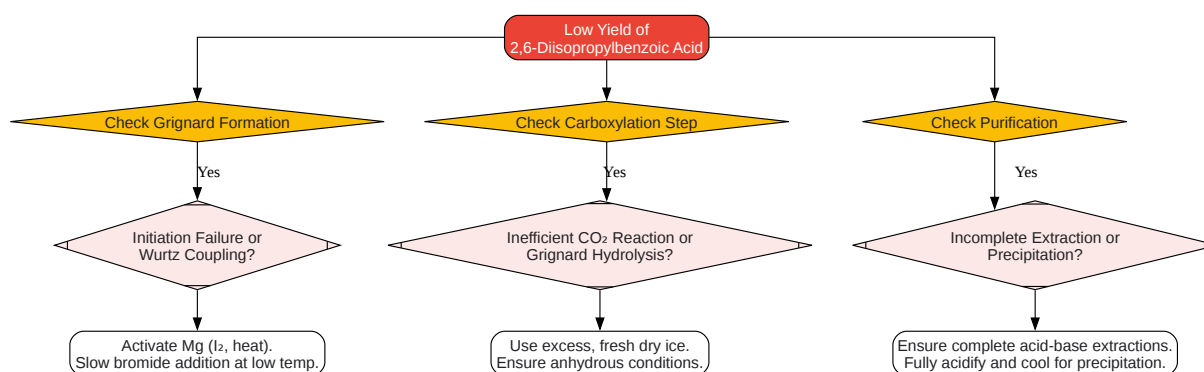 Low Yield of
2,6-Diisopropylbenzoic Acid
Check Grignard Formation
Check Carboxylation Step
Check Purification
Yes
Yes
Yes
Initiation Failure or
Wurtz Coupling?
Inefficient CO₂ Reaction or
Grignard Hydrolysis?
Incomplete Extraction or
Precipitation?
Activate Mg (I₂, heat).
Slow bromide addition at low temp.
Use excess, fresh dry ice.
Ensure anhydrous conditions.
Ensure complete acid-base extractions.
Fully acidify and cool for precipitation.